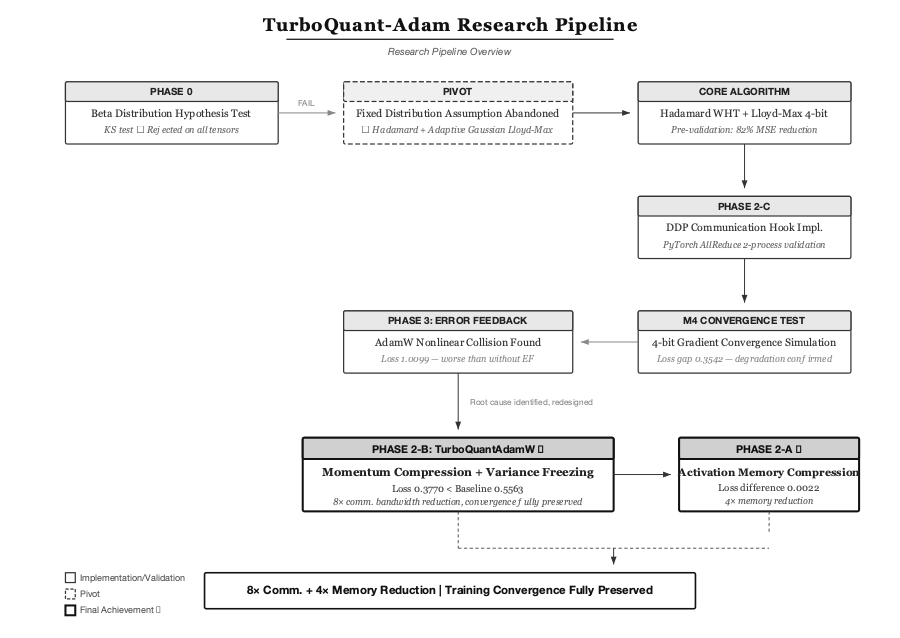 TurboQuant-Adam Research Pipeline
Research Pipeline Overview
PHASE 0
Beta Distribution Hypothesis Test
KS test □ Rejected on all tensors
FAIL
PIVOT
Fixed Distribution Assumption Abandoned
□ Hadamard + Adaptive Gaussian Lloyd-Max
CORE ALGORITHM
Hadamard WHT + Lloyd-Max 4-bit
Pre-validation: 82% MSE reduction
PHASE 2-C
DDP Communication Hook Impl.
PyTorch AllReduce 2-process validation
M4 CONVERGENCE TEST
4-bit Gradient Convergence Simulation
Loss gap 0.3542 — degradation confirmed
PHASE 3: ERROR FEEDBACK
AdamW Nonlinear Collision Found
Loss 1.0099 — worse than without EF
Root cause identified, redesigned
PHASE 2-B: TurboQuantAdamW □
Momentum Compression + Variance Freezing
Loss 0.3770 < Baseline 0.5563
8× comm. bandwidth reduction, convergence fully preserved
PHASE 2-A □
Activation Memory Compression
Loss difference 0.0022
4× memory reduction
8× Comm. + 4× Memory Reduction | Training Convergence Fully Preserved
Implementation/Validation
Pivot
Final Achievement □